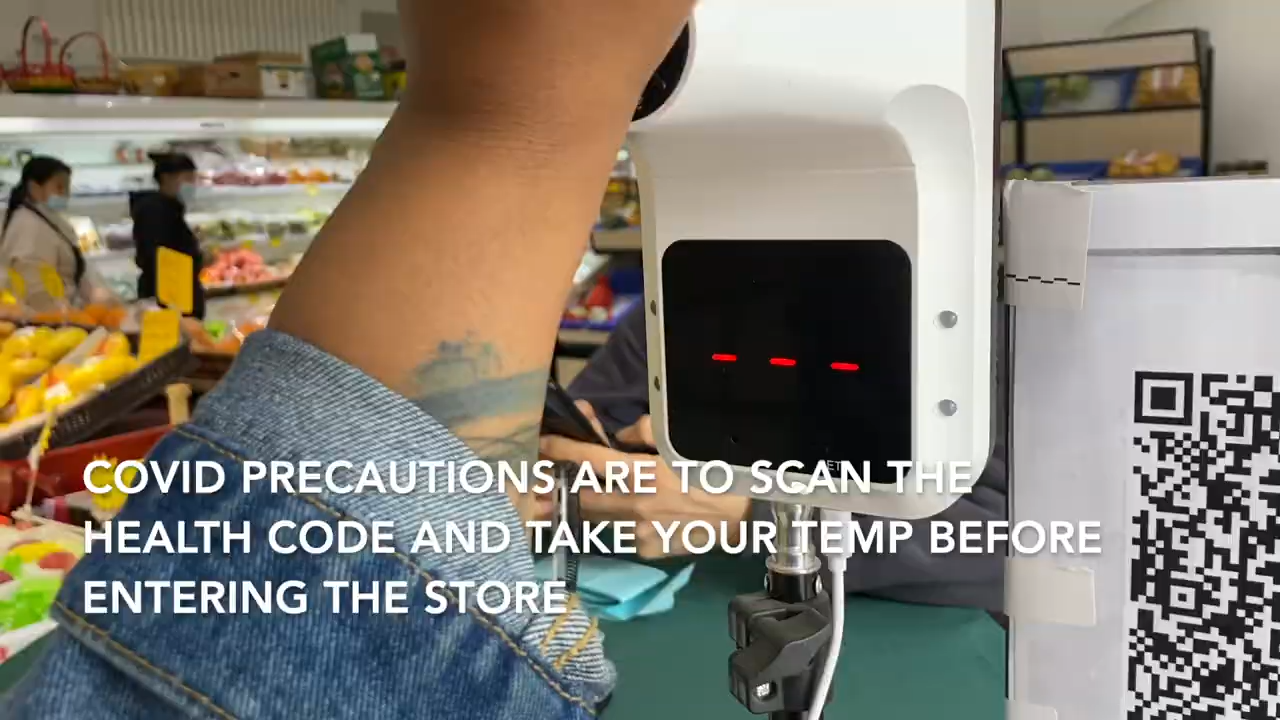 COVID PRECAUTIONS ARE TO SCAN THE
HEALTH CODE AND TAKE YOUR TEMP BEFORE
ENTERING THE STORE